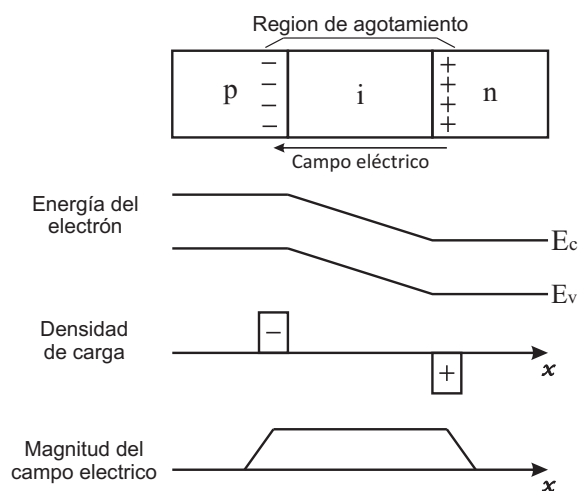 Region de agotamiento
p
i
n
− +
− +
− +
− +
Campo eléctrico
Energía del
electrón
Ec
Ev
Densidad
de carga
−
+
x
Magnitud del
campo electrico
x